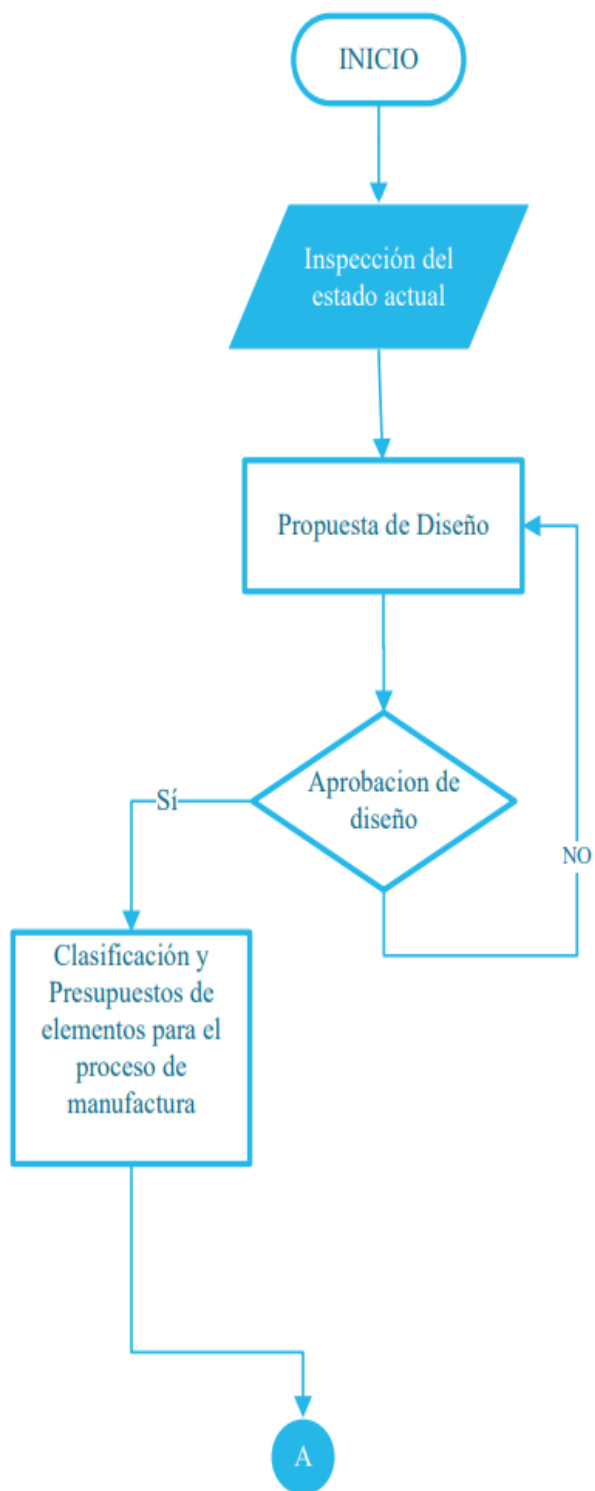 INICIO
Inspección del
estado actual
Propuesta de Diseño
Aprobacion de
diseño
Sí
NO
Clasificación y
Presupuestos de
elementos para el
proceso de
manufactura
A